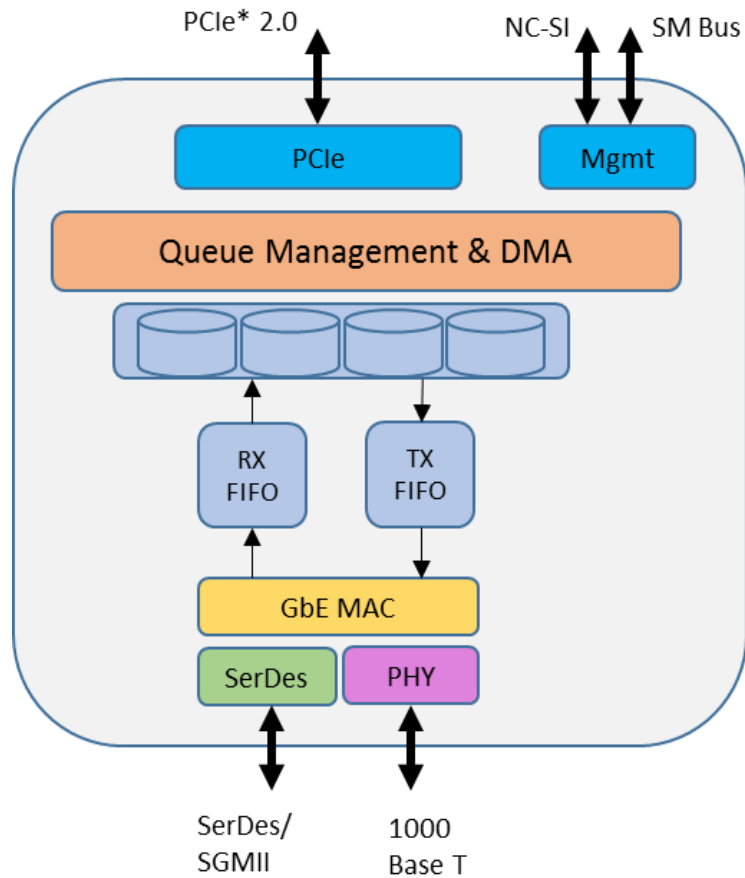 PCIe* 2.0
NC-SI
SM Bus
PCIe
Mgmt
Queue Management & DMA
RX
FIFO
TX
FIFO
GbE MAC
SerDes
PHY
SerDes/
SGMII
1000
Base T